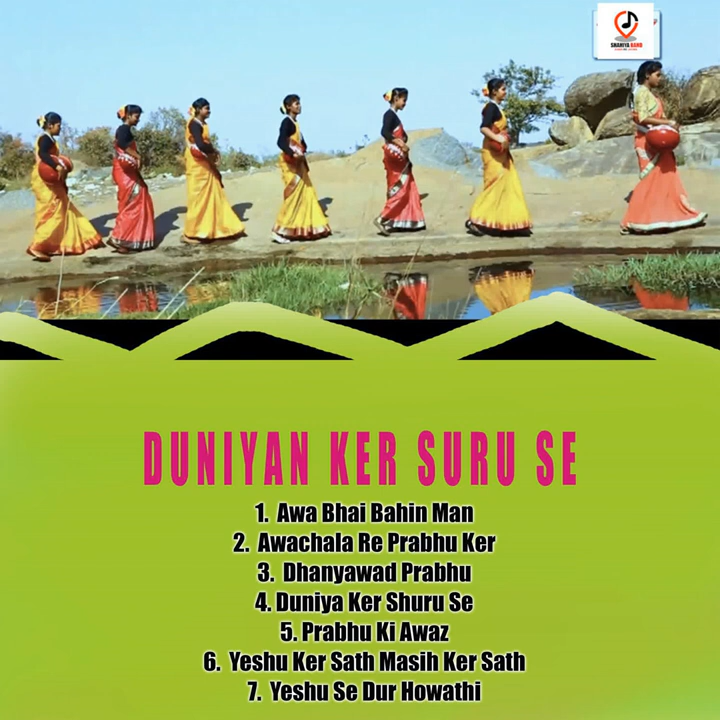 SHARIYA BAND
DUNIYAN KER SURU SE
1. Awa Bhai Bahin Man
2. Awachala Re Prabhu Ker
3. Dhanyawad Prabhu
4. Duniya Ker Shuru Se
5. Prabhu Ki Awaz
6. Yeshu Ker Sath Masih Ker Sath
7. Yeshu Se Dur Howathi